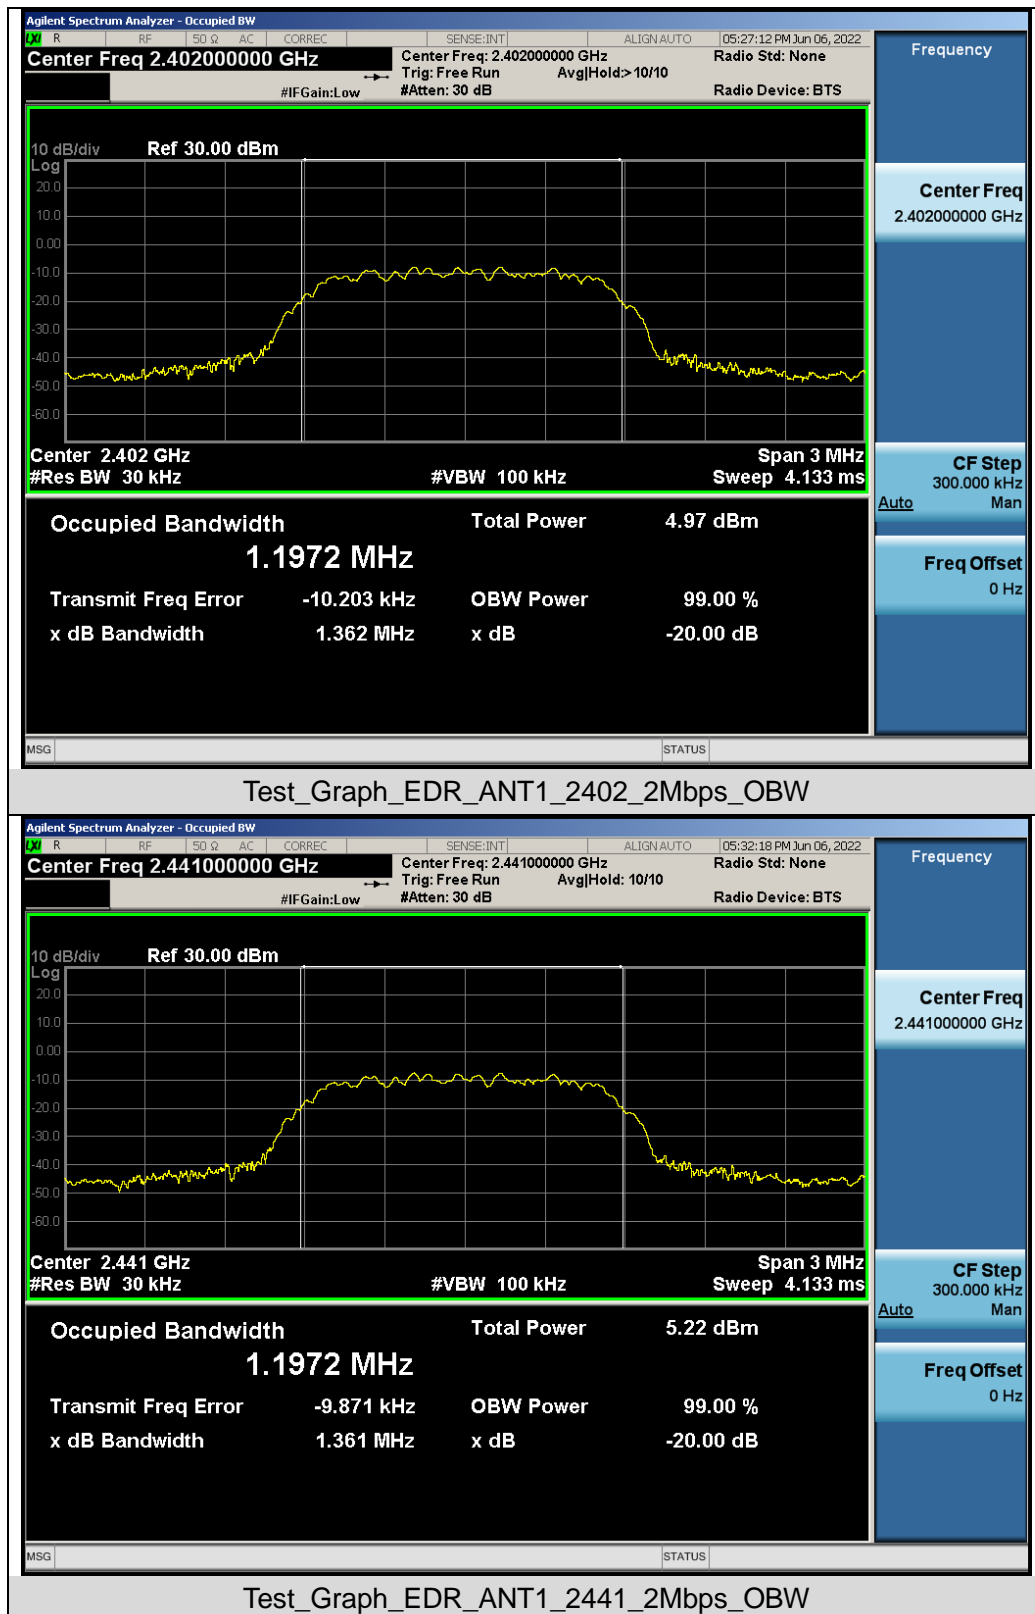 Agilent Spectrum Analyzer - Occupied BW
LXI R RF 50 Ω AC CORREC SENSE:INT ALIGN AUTO 05:27:12 PM Jun 06, 2022
Center Freq 2.402000000 GHz
Center Freq: 2.402000000 GHz
Radio Std: None
Trig: Free Run Avg|Hold:> 10/10
#IFGain:Low #Atten: 30 dB Radio Device: BTS
Frequency
10 dB/div Ref 30.00 dBm
Log
20.0
10.0
0.00
-10.0
-20.0
-30.0
-40.0
-50.0
-60.0
Center 2.402 GHz Span 3 MHz
#Res BW 30 kHz #VBW 100 kHz Sweep 4.133 ms
Center Freq
2.402000000 GHz
CF Step
300.000 kHz
Auto Man
Freq Offset
0 Hz
Occupied Bandwidth Total Power 4.97 dBm
1.1972 MHz
Transmit Freq Error -10.203 kHz OBW Power 99.00 %
x dB Bandwidth 1.362 MHz x dB -20.00 dB
MSG STATUS
Test_Graph_EDR_ANT1_2402_2Mbps_OBW
Agilent Spectrum Analyzer - Occupied BW
LXI R RF 50 Ω AC CORREC SENSE:INT ALIGN AUTO 05:32:18 PM Jun 06, 2022
Center Freq 2.441000000 GHz
Center Freq: 2.441000000 GHz
Radio Std: None
Trig: Free Run Avg|Hold: 10/10
#IFGain:Low #Atten: 30 dB Radio Device: BTS
Frequency
10 dB/div Ref 30.00 dBm
Log
20.0
10.0
0.00
-10.0
-20.0
-30.0
-40.0
-50.0
-60.0
Center 2.441 GHz Span 3 MHz
#Res BW 30 kHz #VBW 100 kHz Sweep 4.133 ms
Center Freq
2.441000000 GHz
CF Step
300.000 kHz
Auto Man
Freq Offset
0 Hz
Occupied Bandwidth Total Power 5.22 dBm
1.1972 MHz
Transmit Freq Error -9.871 kHz OBW Power 99.00 %
x dB Bandwidth 1.361 MHz x dB -20.00 dB
MSG STATUS
Test_Graph_EDR_ANT1_2441_2Mbps_OBW